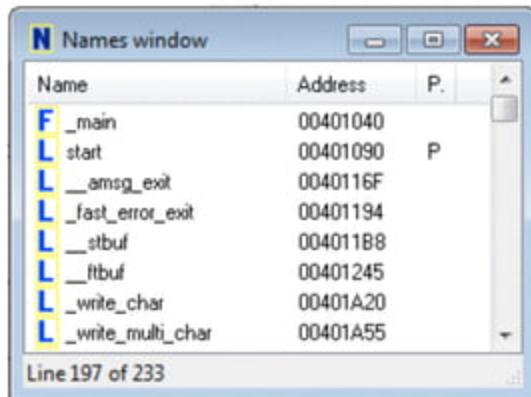 N Names window
Name Address P.
F _main 00401040
L start 00401090 P
L __amsg_exit 0040116F
L _fast_error_exit 00401194
L __stbuf 004011B8
L __ftbuf 00401245
L _write_char 00401A20
L _write_multi_char 00401A55
Line 197 of 233